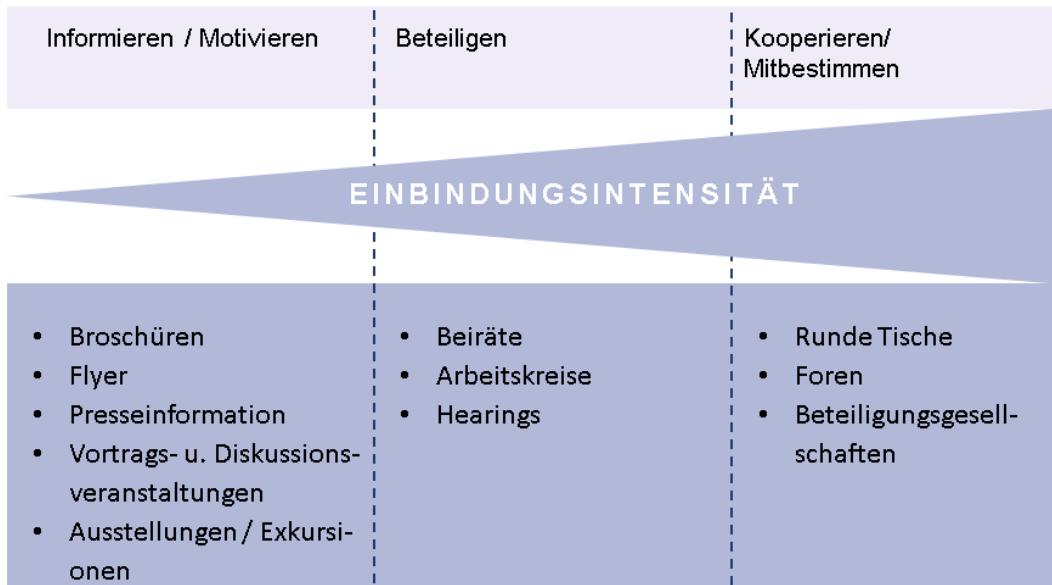 Informieren / Motivieren
Beteiligen
Kooperieren/
Mitbestimmen
EINBINDUNGSINTENSITÄT
• Broschüren
• Flyer
• Presseinformation
• Vortrags- u. Diskussions-
veranstaltungen
• Ausstellungen / Exkursi-
onen
• Beiräte
• Arbeitskreise
• Hearings
• Runde Tische
• Foren
• Beteiligungsgesell-
schaften